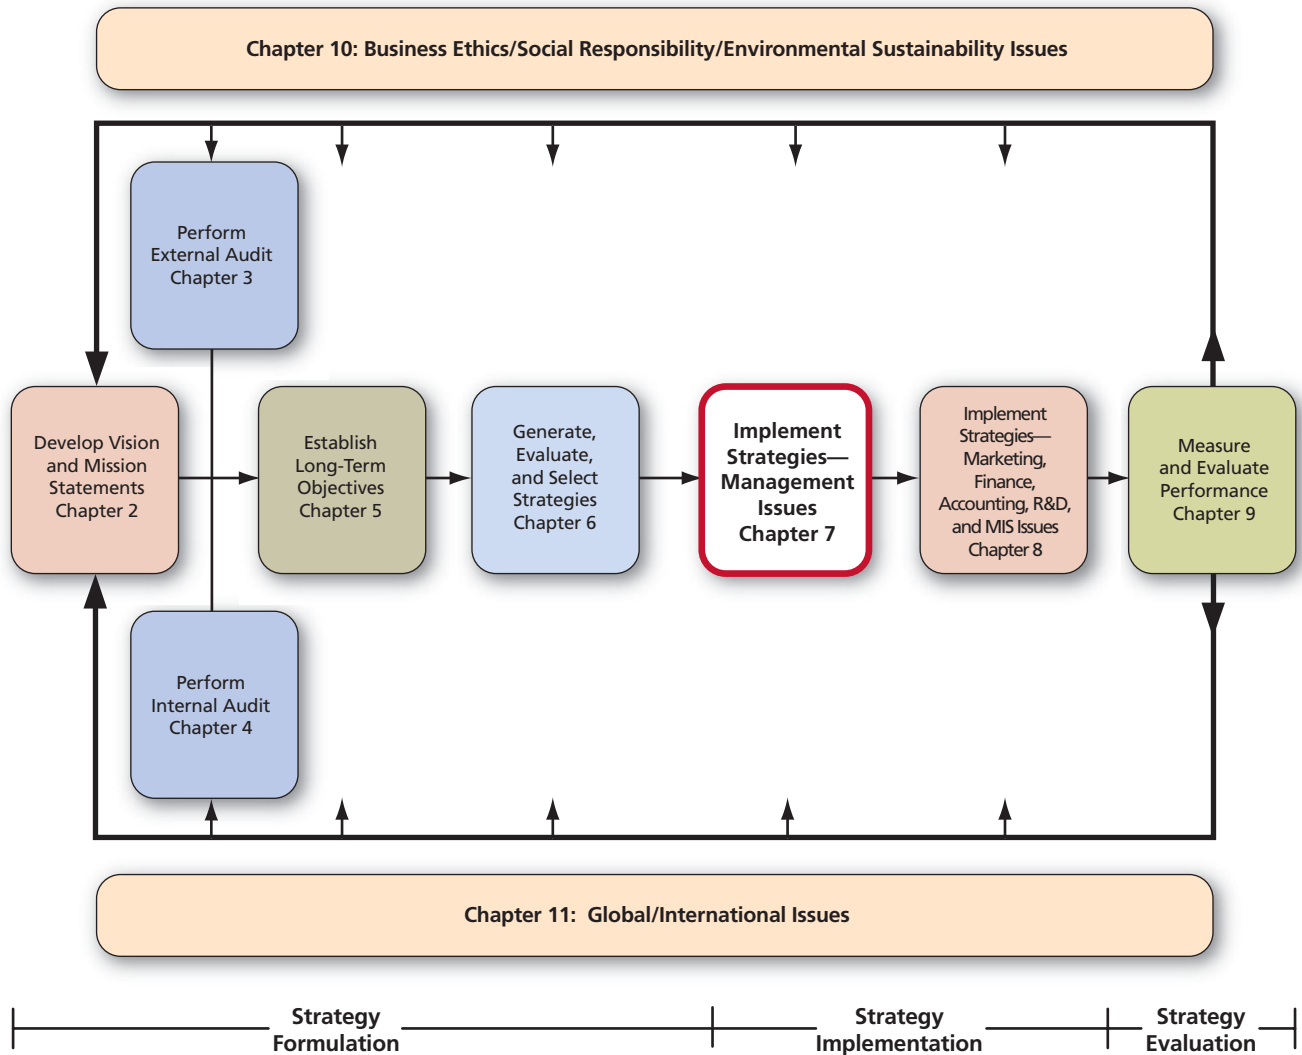 Chapter 10: Business Ethics/Social Responsibility/Environmental Sustainability Issues
Perform
External Audit
Chapter 3
Develop Vision
and Mission
Statements
Chapter 2
Establish
Long-Term
Objectives
Chapter 5
Generate,
Evaluate,
and Select
Strategies
Chapter 6
Implement
Strategies—
Management
Issues
Chapter 7
Implement
Strategies—
Marketing,
Finance,
Accounting, R&D,
and MIS Issues
Chapter 8
Measure
and Evaluate
Performance
Chapter 9
Perform
Internal Audit
Chapter 4
Chapter 11: Global/International Issues
Strategy
Formulation
Strategy
Implementation
Strategy
Evaluation